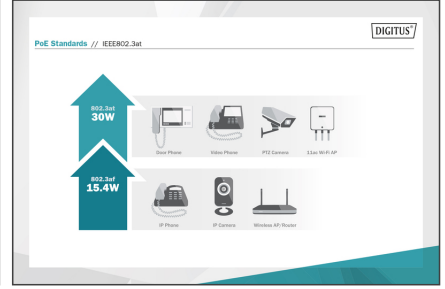 DIGITUS®
PoE Standards // IEEE802.3at
802.3at
30W
Door Phone
Video Phone
PTZ Camera
11ac Wi-Fi AP
802.3af
15.4W
IP Phone
IP Camera
Wireless AP/Router